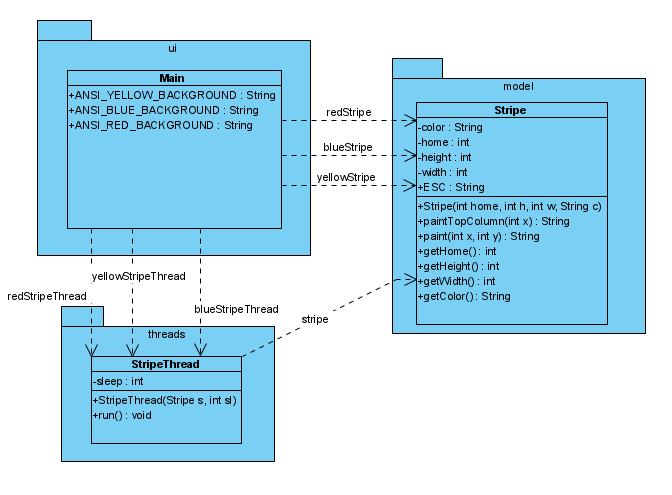 ui
Main
+ANSI_YELLOW_BACKGROUND : String
+ANSI_BLUE_BACKGROUND : String
+ANSI_RED_BACKGROUND : String
redStripe
blueStripe
yellowStripe
model
Stripe
-color : String
-home : int
-height : int
-width : int
+ESC : String
+Stripe(int home, int h, int w, String c)
+paintTopColumn(int x) : String
+paint(int x, int y) : String
+getHome() : int
+getHeight() : int
+getWidth() : int
+getColor() : String
yellowStripeThread
redStripeThread
blueStripeThread
stripe
threads
StripeThread
-sleep : int
+StripeThread(Stripe s, int sl)
+run() : void